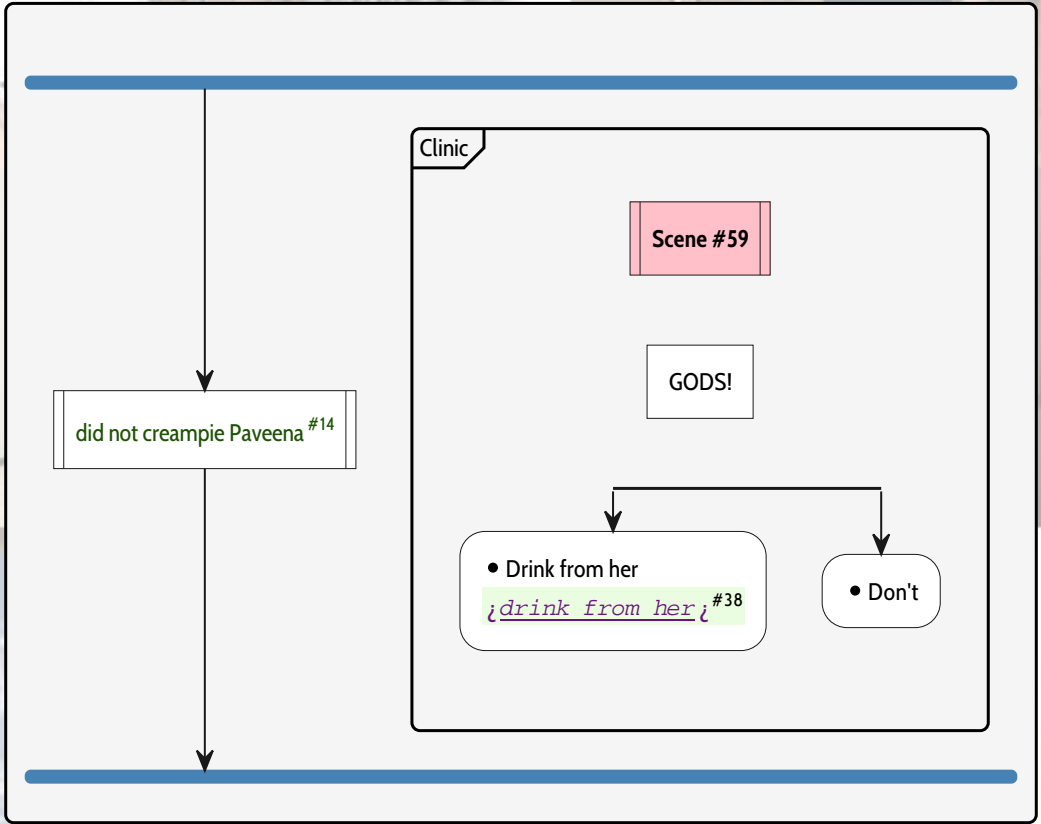 Clinic
Scene #59
GODS!
did not creampie Paveena #14
• Drink from her
¿drink from her¿ #38
• Don't